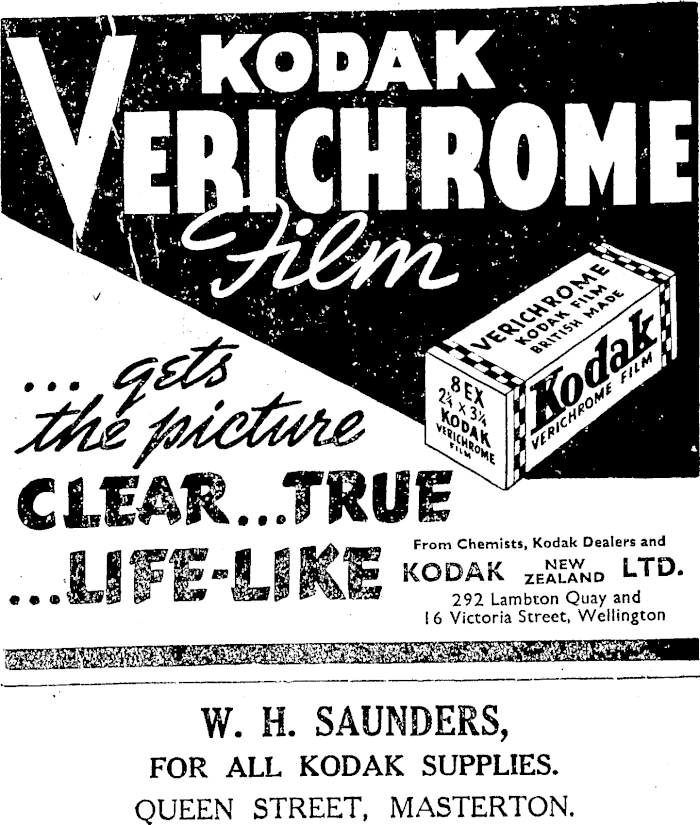 KODAK
VERICHROME
Film
VERICHROME
KODAK FILM
BRITISH MADE
8 EX
2¼ x 3¼
KODAK
VERICHROME
FILM
Kodak
VERICHROME FILM
... gets
the picture
CLEAR...TRUE
...LIFE-LIKE
From Chemists, Kodak Dealers and
KODAK NEW ZEALAND LTD.
292 Lambton Quay and
16 Victoria Street, Wellington
W. H. SAUNDERS,
FOR ALL KODAK SUPPLIES.
QUEEN STREET, MASTERTON.